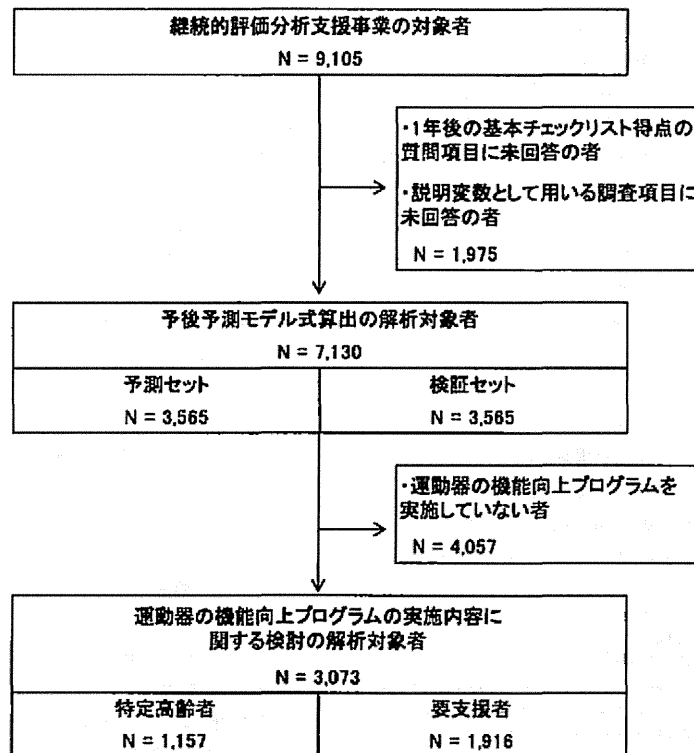 継続的評価分析支援事業の対象者
N = 9,105
・1年後の基本チェックリスト得点の
質問項目に未回答の者
・説明変数として用いる調査項目に
未回答の者
N = 1,975
予後予測モデル式算出の解析対象者
N = 7,130
予測セット
N = 3,565
検証セット
N = 3,565
・運動器の機能向上プログラムを
実施していない者
N = 4,057
運動器の機能向上プログラムの実施内容に
関する検討の解析対象者
N = 3,073
特定高齢者
N = 1,157
要支援者
N = 1,916